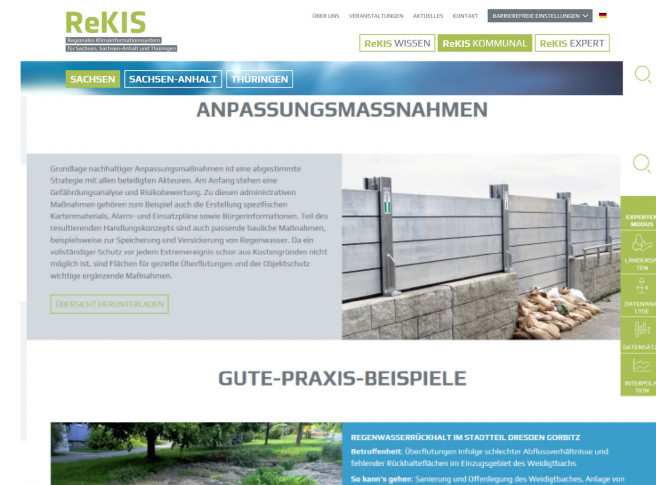 ReKIS
Regionales Klimainformationssystem
für Sachsen, Sachsen-Anhalt und Thüringen
ÜBER UNS VERANSTALTUNGEN AKTUELLES KONTAKT BARRIEREFREIE EINSTELLUNGEN
ReKIS WISSEN ReKIS KOMMUNAL ReKIS EXPERT
SACHSEN SACHSEN-ANHALT THÜRINGEN
ANPASSUNGSMASSNAHMEN
Grundlage nachhaltiger Anpassungsmaßnahmen ist eine abgestimmte
Strategie mit allen beteiligten Akteuren. Am Anfang stehen eine
Gefährdungsanalyse und Risikobewertung. Zu diesen administrativen
Maßnahmen gehören zum Beispiel auch die Erstellung spezifischen
Kartenmaterials, Alarm- und Einsatzpläne sowie Bürgerinformationen. Teil des
resultierenden Handlungskonzepts sind auch passende bauliche Maßnahmen,
beispielsweise zur Speicherung und Versickerung von Regenwasser. Da ein
vollständiger Schutz vor jedem Extremereignis schon aus Kostengründen nicht
möglich ist, sind Flächen für gezielte Überflutungen und der Objektschutz
wichtige ergänzende Maßnahmen.
ÜBERSICHT HERUNTERLADEN
EXPERTEN
MODUS
LÄNDERDA
TEN
DATENANA
LYSE
DATENSÄTZ
INTERPOLA
TION
GUTE-PRAXIS-BEISPIELE
REGENWASSERRÜCKHALT IM STADTTEIL DRESDEN GORBITZ
Betroffenheit: Überflutungen infolge schlechter Abflussverhältnisse und
fehlender Rückhalteflächen im Einzugsgebiet des Weidigtbachs
So kann's gehen: Sanierung und Offenlegung des Weidigtbaches, Anlage von